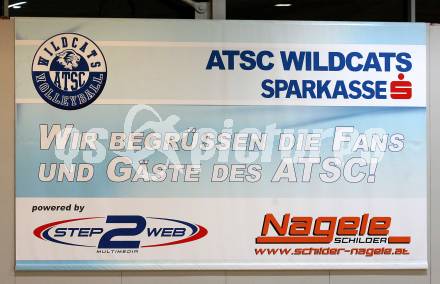 WILDCATS
ATSC
VOLLEYBALL
ATSC WILDCATS
SPARKASSE
WIR BEGRÜSSEN DIE FANS
UND GÄSTE DES ATSC!
powered by
STEP2WEB
MULTIMEDIA
Nagele
SCHILDER
www.schilder-nagele.at